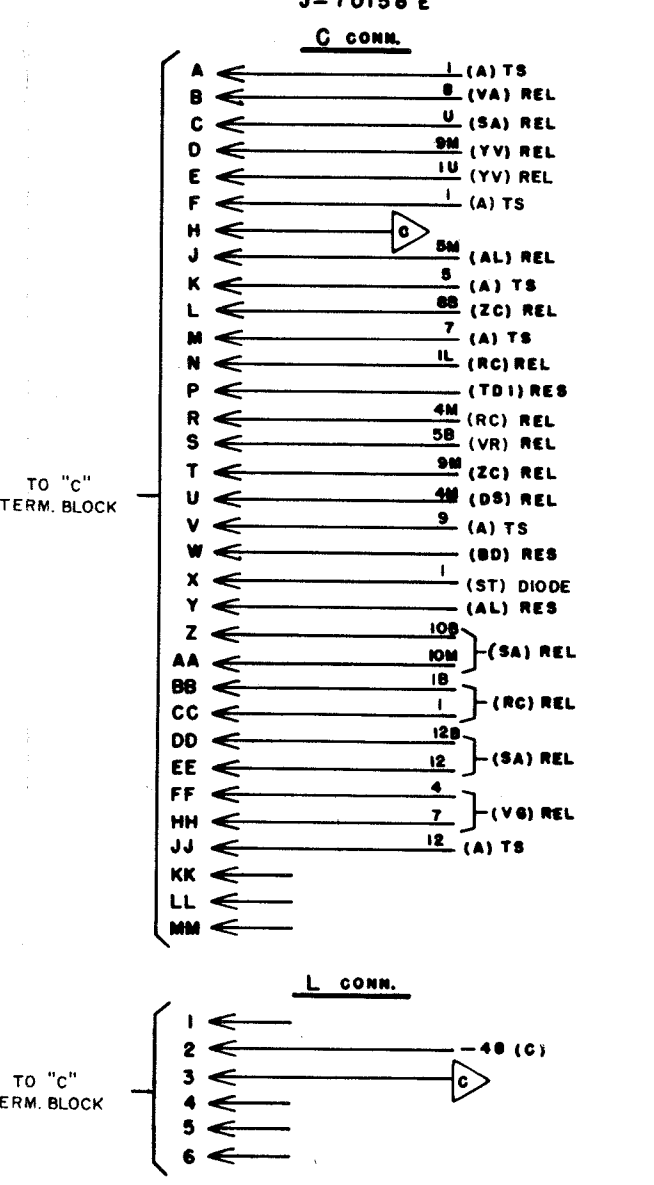 J-70158 E
C CONN.
A 1 (A) TS
B 8 (VA) REL
C U (SA) REL
D 9M (YV) REL
E 1U (YV) REL
F 1 (A) TS
H G
J 5M (AL) REL
K 5 (A) TS
L 8B (ZC) REL
M 7 (A) TS
N 1L (RC) REL
P (TD1) RES
R 4M (RC) REL
S 5B (VR) REL
T 9M (ZC) REL
TO "C"
TERM. BLOCK
U 4M (DS) REL
V 9 (A) TS
W (BD) RES
X 1 (ST) DIODE
Y (AL) RES
Z 10B
AA 10M (SA) REL
BB 1B
CC 1 (RC) REL
DD 12B
EE 12 (SA) REL
FF 4
HH 7 (VG) REL
JJ 12 (A) TS
KK
LL
MM
L CONN.
1
2 -48 (C)
3 C
TO "C"
ERM. BLOCK
4
5
6